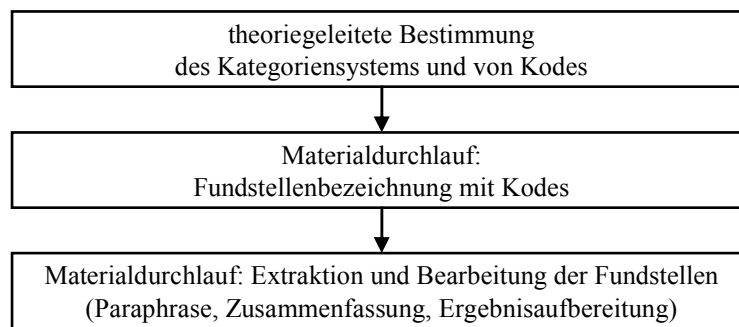 theoriegeleitete Bestimmung
des Kategoriensystems und von Kodes
Materialdurchlauf:
Fundstellenbezeichnung mit Kodes
Materialdurchlauf: Extraktion und Bearbeitung der Fundstellen
(Paraphrase, Zusammenfassung, Ergebnisaufbereitung)